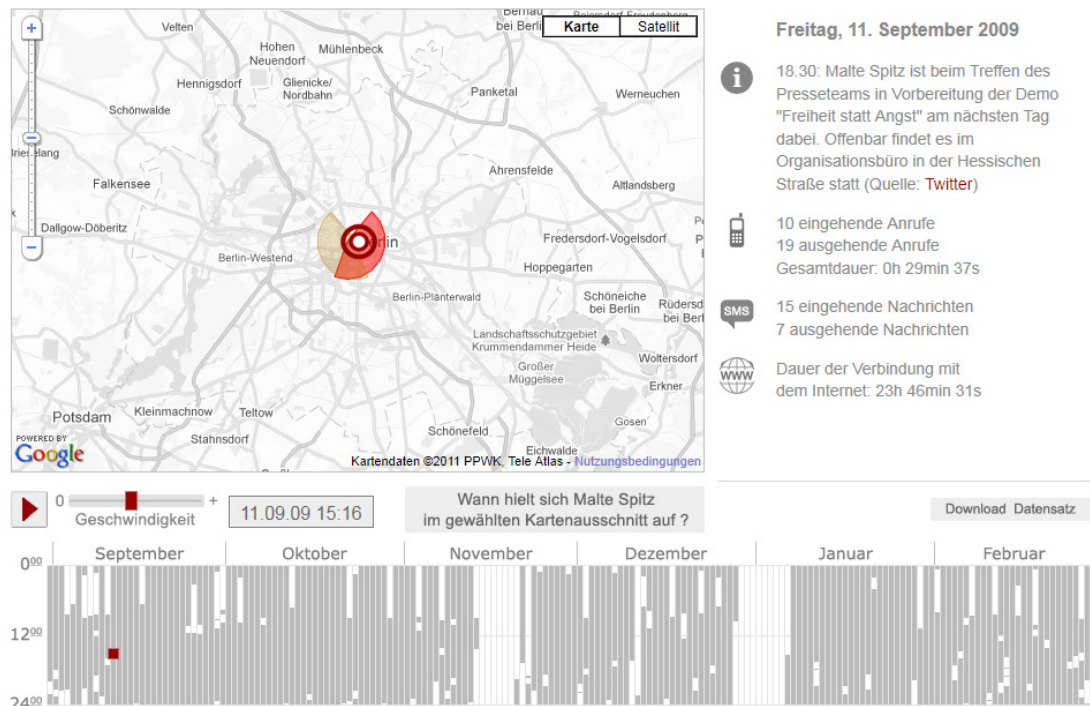 Bernau
bei Berlin
Karte
Satellit
Velten
Hohen
Neuendorf
Mühlenbeck
Hennigsdorf
Glienicke/
Nordbahn
Panketal
Werneuchen
Schönwalde
Brieselang
Ahrensfelde
Falkensee
Altlandsberg
Dallgow-Döberitz
Berlin
Fredersdorf-Vogelsdorf
Berlin-Westend
Hoppegarten
Berlin-Plänterwald
Schöneiche
bei Berlin
Landschaftsschutzgebiet
Krummendammer Heide
Woltersdorf
Großer
Müggelsee
Erkner
Potsdam
Kleinmachnow
Teltow
Gosen
Stahnsdorf
Schönefeld
Eichwalde
POWERED BY
Google
Kartendaten ©2011 PPWK, Tele Atlas - Nutzungsbedingungen
Freitag, 11. September 2009
18.30: Malte Spitz ist beim Treffen des
Presseteams in Vorbereitung der Demo
"Freiheit statt Angst" am nächsten Tag
dabei. Offenbar findet es im
Organisationsbüro in der Hessischen
Straße statt (Quelle: Twitter)
10 eingehende Anrufe
19 ausgehende Anrufe
Gesamtdauer: 0h 29min 37s
SMS
15 eingehende Nachrichten
7 ausgehende Nachrichten
WWW
Dauer der Verbindung mit
dem Internet: 23h 46min 31s
0 +
Geschwindigkeit
11.09.09 15:16
Wann hielt sich Malte Spitz
im gewählten Kartenausschnitt auf ?
Download Datensatz
September Oktober November Dezember Januar Februar
0⁰⁰
12⁰⁰
24⁰⁰